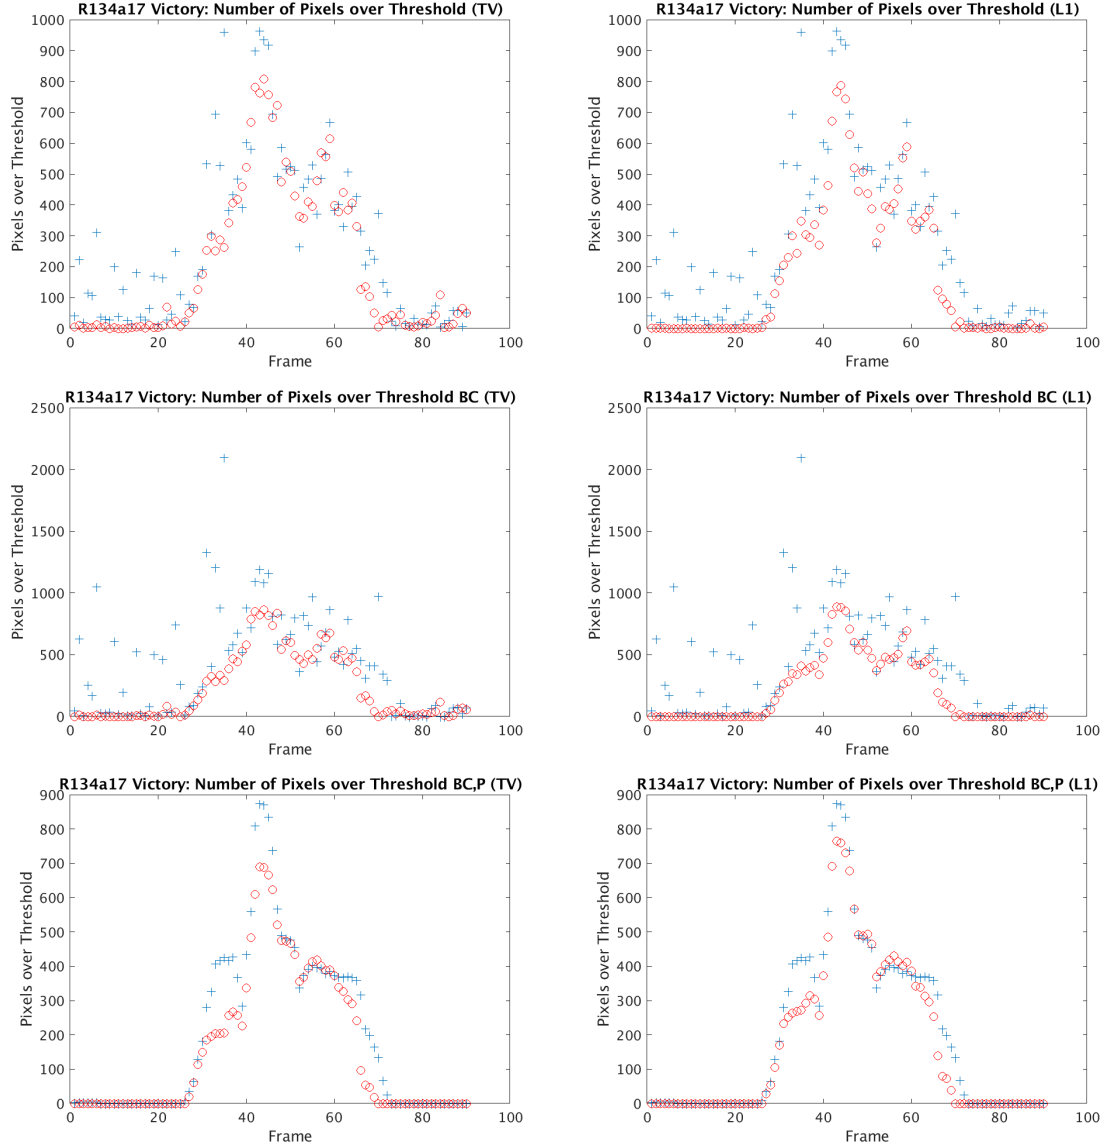 R134a17 Victory: Number of Pixels over Threshold (TV)
1000
900
800
700
600
500
400
300
200
100
0
Pixels over Threshold
0 20 40 60 80 100
Frame
R134a17 Victory: Number of Pixels over Threshold (L1)
1000
900
800
700
600
500
400
300
200
100
0
Pixels over Threshold
0 20 40 60 80 100
Frame
R134a17 Victory: Number of Pixels over Threshold BC (TV)
2500
2000
1500
1000
500
0
Pixels over Threshold
0 20 40 60 80 100
Frame
R134a17 Victory: Number of Pixels over Threshold BC (L1)
2500
2000
1500
1000
500
0
Pixels over Threshold
0 20 40 60 80 100
Frame
R134a17 Victory: Number of Pixels over Threshold BC,P (TV)
900
800
700
600
500
400
300
200
100
0
Pixels over Threshold
0 20 40 60 80 100
Frame
R134a17 Victory: Number of Pixels over Threshold BC,P (L1)
900
800
700
600
500
400
300
200
100
0
Pixels over Threshold
0 20 40 60 80 100
Frame